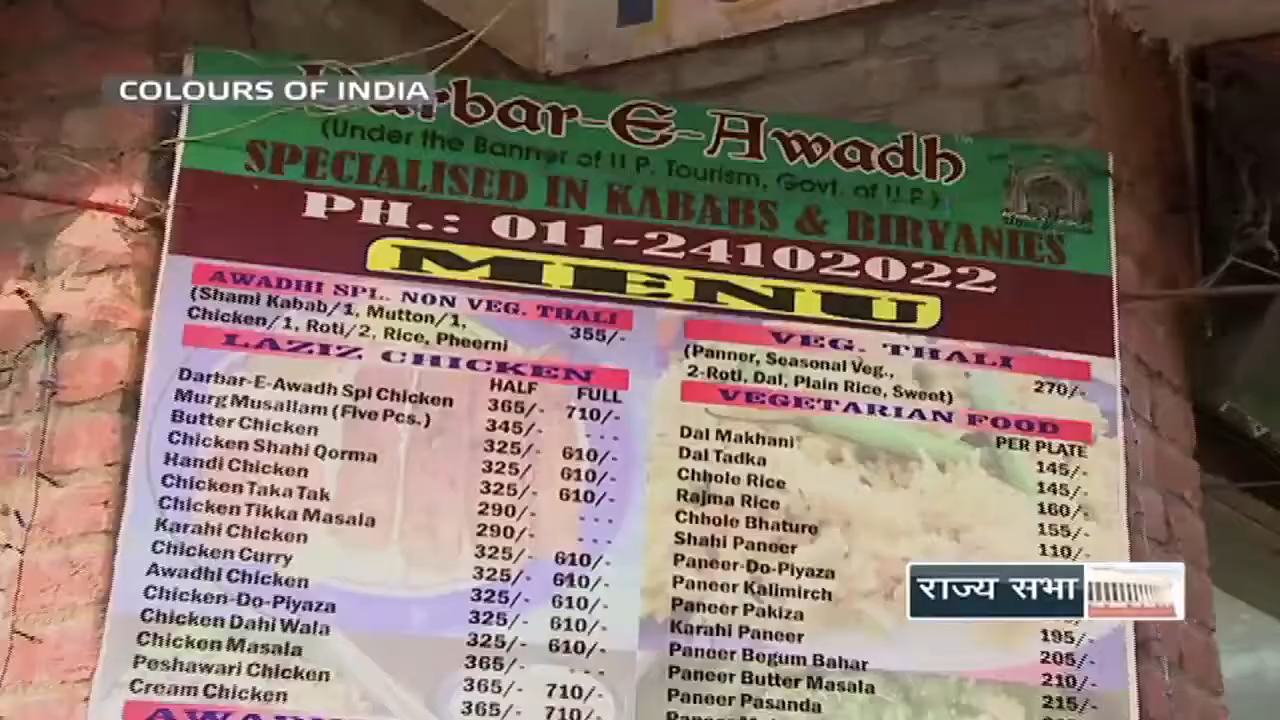 COLOURS OF INDIA
Darbar-E-Awadh
(Under the Banner of U.P. Tourism, Govt. of U.P.)
SPECIALISED IN KABABS & BIRYANIES
PH.: 011-24102022
MENU
AWADHI SPL. NON VEG. THALI
(Shami Kabab/1, Mutton/1,
Chicken/1, Roti/2, Rice, Pheerni 355/-
LAZIZ CHICKEN
HALF FULL
Darbar-E-Awadh Spl Chicken 365/- 710/-
Murg Musallam (Five Pcs.) 345/- ...
Butter Chicken 325/- 610/-
Chicken Shahi Qorma 325/ 610/-
Handi Chicken 325/- 610/-
Chicken Taka Tak 290/- ...
Chicken Tikka Masala 290/- ...
Karahi Chicken 325/- 610/-
Chicken Curry 325/- 610/-
Awadhi Chicken 325/- 610/-
Chicken-Do-Piyaza 325/- 610/-
Chicken Dahi Wala 325/- 610/-
Chicken Masala 365/- ...
Peshawari Chicken 365/- 710/-
Cream Chicken 365/- 710/-
VEG. THALI
(Panner, Seasonal Veg.,
2-Roti, Dal, Plain Rice, Sweet) 270/-
VEGETARIAN FOOD
PER PLATE
Dal Makhani 145/-
Dal Tadka 145/-
Chhole Rice 160/-
Rajma Rice 155/-
Chhole Bhature 110/-
Shahi Paneer
Paneer-Do-Piyaza
Paneer Kalimirch
Paneer Pakiza 195/-
Karahi Paneer 205/-
Paneer Begum Bahar 210/-
Paneer Butter Masala 215/-
Paneer Pasanda
राज्य सभा